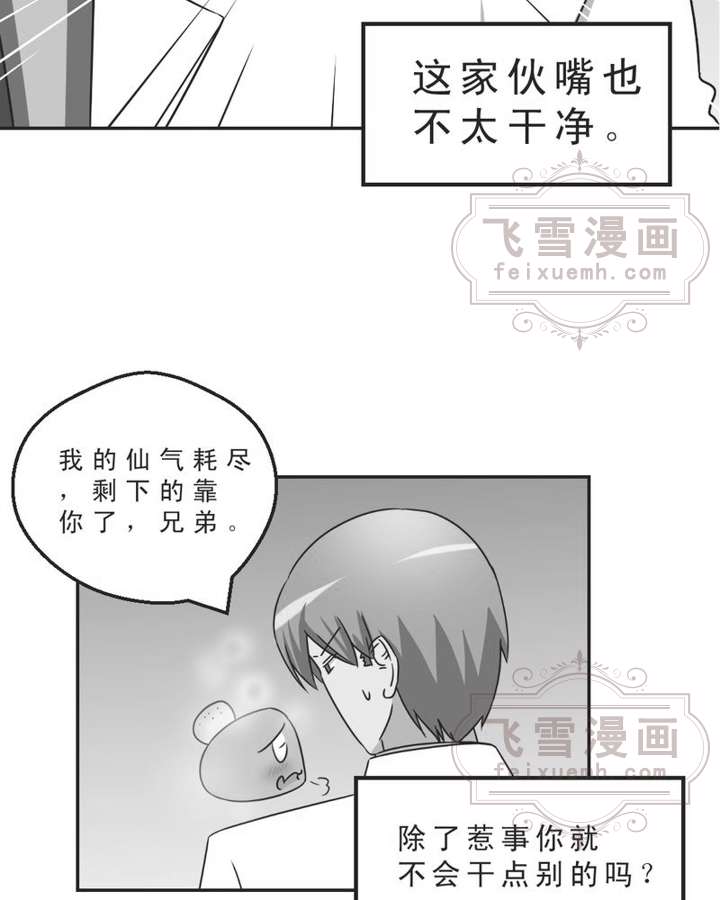 这家伙嘴也
不太干净。
飞雪漫画
feixuemh.com
我的仙气耗尽
，剩下的靠
你了，兄弟。
飞雪漫画
feixuemh.com
除了惹事你就
不会干点别的吗？